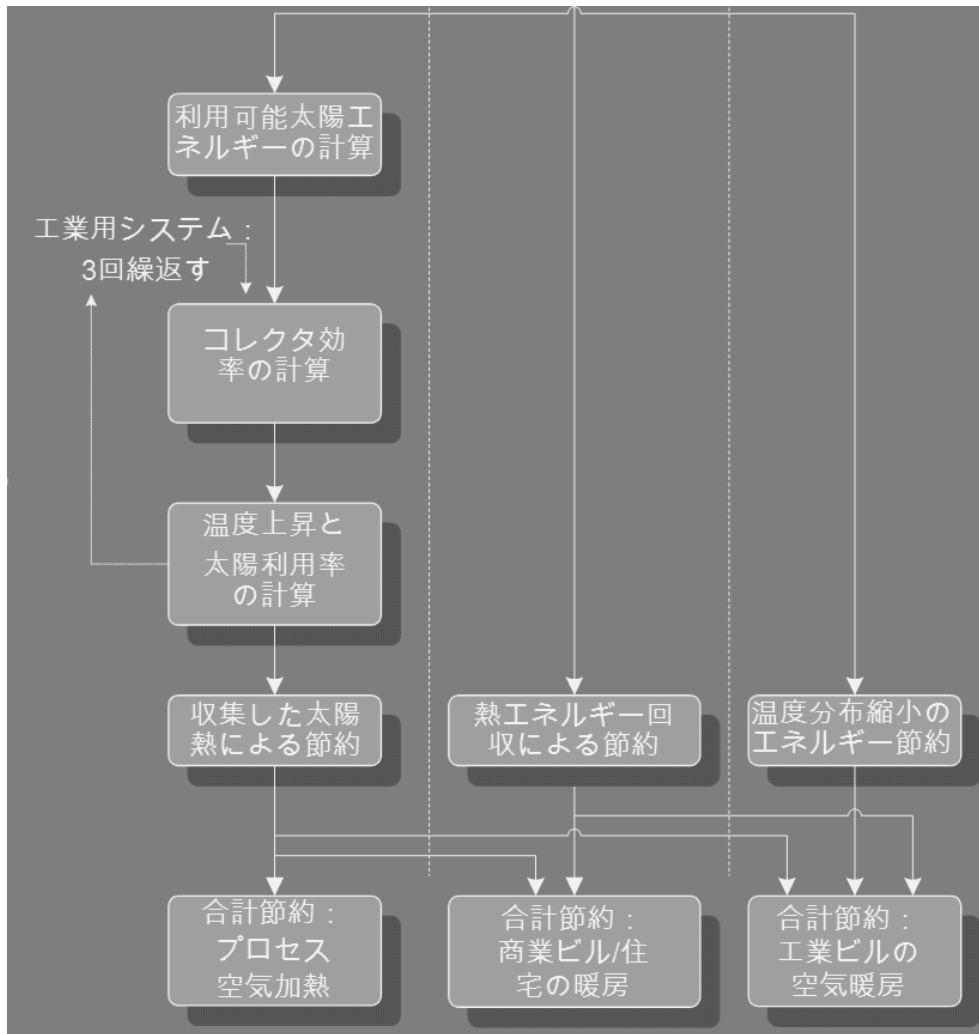 利用可能太陽エ
ネルギーの計算
工業用システム：
3回繰返す
コレクタ効
率の計算
温度上昇と
太陽利用率
の計算
収集した太陽
熱による節約
熱エネルギー回
収による節約
温度分布縮小の
エネルギー節約
合計節約：
プロセス
空気加熱
合計節約：
商業ビル/住
宅の暖房
合計節約：
工業ビルの
空気暖房